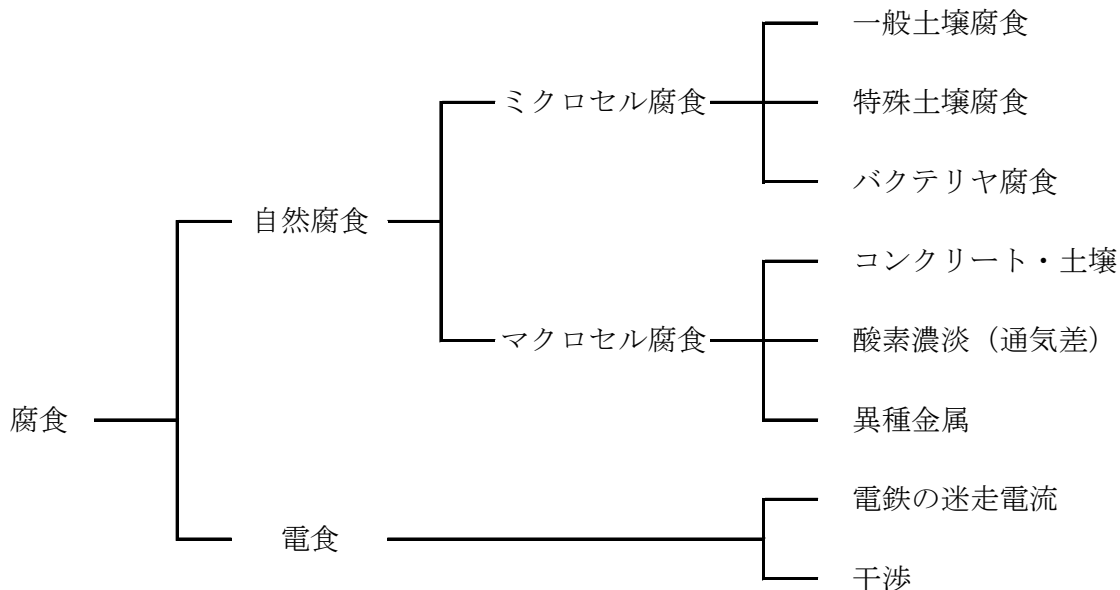 一般土壌腐食
ミクロセル腐食
特殊土壌腐食
バクテリヤ腐食
自然腐食
コンクリート・土壌
マクロセル腐食
酸素濃淡（通気差）
腐食
異種金属
電鉄の迷走電流
電食
干渉